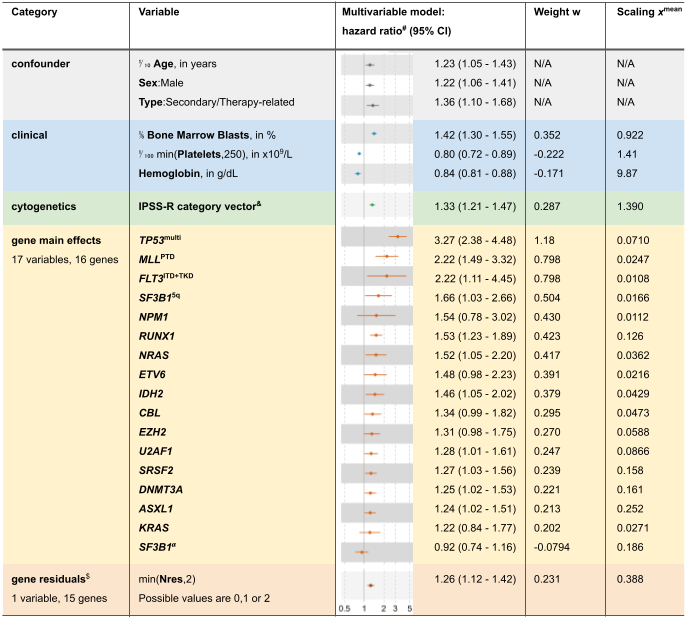 Category Variable Multivariable model: Weight w Scaling x^mean
hazard ratio^# (95% CI)
confounder ¹⁄₁₀ Age, in years 1.23 (1.05 - 1.43) N/A N/A
Sex:Male 1.22 (1.06 - 1.41) N/A N/A
Type:Secondary/Therapy-related 1.36 (1.10 - 1.68) N/A N/A
clinical Bone Marrow Blasts, in % 1.42 (1.30 - 1.55) 0.352 0.922
¹⁄₁₀₀ min(Platelets,250), in x10⁹/L 0.80 (0.72 - 0.89) -0.222 1.41
Hemoglobin, in g/dL 0.84 (0.81 - 0.88) -0.171 9.87
cytogenetics IPSS-R category vector^& 1.33 (1.21 - 1.47) 0.287 1.390
gene main effects TP53^multi 3.27 (2.38 - 4.48) 1.18 0.0710
17 variables, 16 genes MLL^PTD 2.22 (1.49 - 3.32) 0.798 0.0247
FLT3^ITD+TKD 2.22 (1.11 - 4.45) 0.798 0.0108
SF3B1^5q 1.66 (1.03 - 2.66) 0.504 0.0166
NPM1 1.54 (0.78 - 3.02) 0.430 0.0112
RUNX1 1.53 (1.23 - 1.89) 0.423 0.126
NRAS 1.52 (1.05 - 2.20) 0.417 0.0362
ETV6 1.48 (0.98 - 2.23) 0.391 0.0216
IDH2 1.46 (1.05 - 2.02) 0.379 0.0429
CBL 1.34 (0.99 - 1.82) 0.295 0.0473
EZH2 1.31 (0.98 - 1.75) 0.270 0.0588
U2AF1 1.28 (1.01 - 1.61) 0.247 0.0866
SRSF2 1.27 (1.03 - 1.56) 0.239 0.158
DNMT3A 1.25 (1.02 - 1.53) 0.221 0.161
ASXL1 1.24 (1.02 - 1.51) 0.213 0.252
KRAS 1.22 (0.84 - 1.77) 0.202 0.0271
SF3B1^α 0.92 (0.74 - 1.16) -0.0794 0.186
gene residuals^$ min(Nres,2) 1.26 (1.12 - 1.42) 0.231 0.388
1 variable, 15 genes Possible values are 0,1 or 2
0.5 1 2 3 5